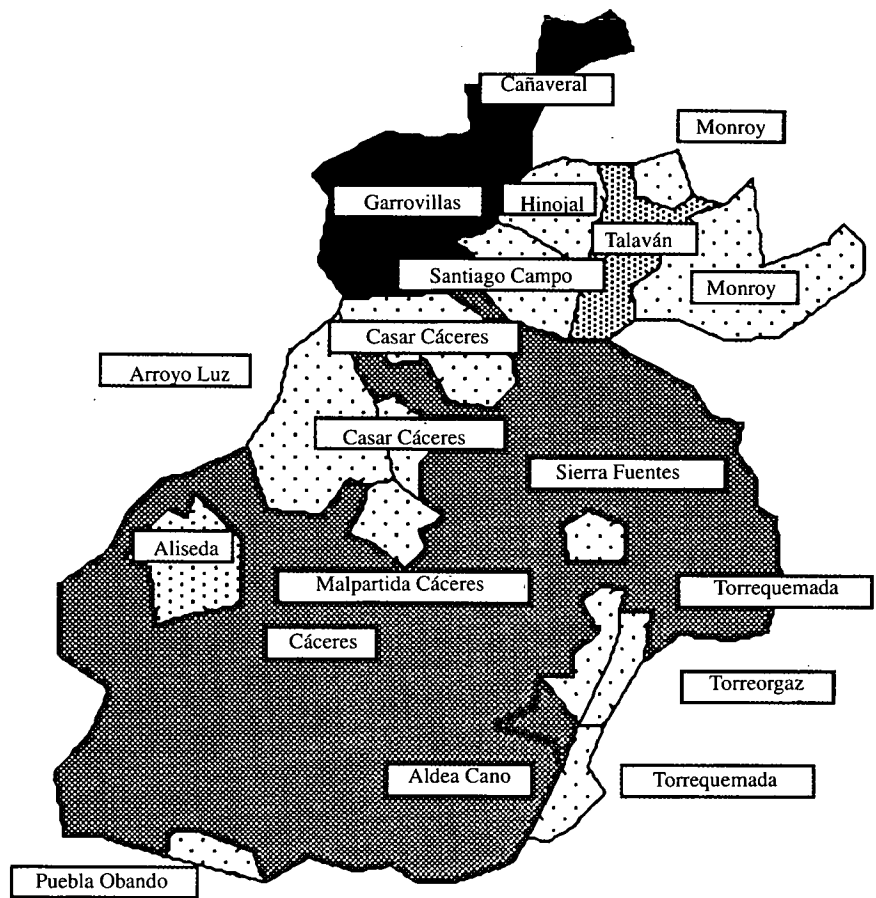 Cañaveral
Monroy
Garrovillas
Hinojal
Talaván
Santiago Campo
Monroy
Casar Cáceres
Arroyo Luz
Casar Cáceres
Sierra Fuentes
Aliseda
Malpartida Cáceres
Torrequemada
Cáceres
Torreorgaz
Aldea Cano
Torrequemada
Puebla Obando